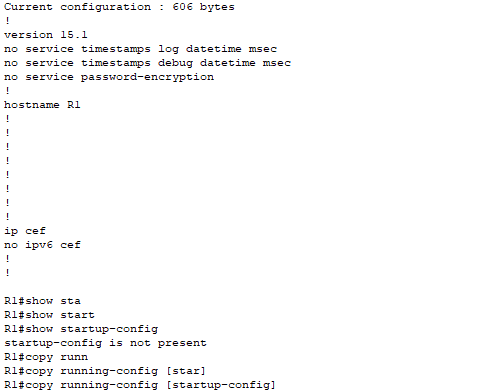 Current configuration : 606 bytes
!
version 15.1
no service timestamps log datetime msec
no service timestamps debug datetime msec
no service password-encryption
!
hostname R1
!
!
!
!
!
!
!
!
ip cef
no ipv6 cef
!
!
R1#show sta
R1#show start
R1#show startup-config
startup-config is not present
R1#copy runn
R1#copy running-config [star]
R1#copy running-config [startup-config]